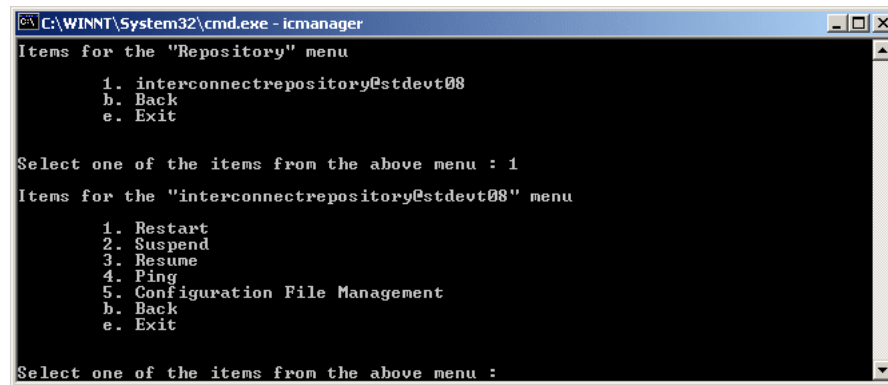 C:\WINNT\System32\cmd.exe - icmanager
Items for the "Repository" menu
1. interconnectrepository@stdevt08
b. Back
e. Exit
Select one of the items from the above menu : 1
Items for the "interconnectrepository@stdevt08" menu
1. Restart
2. Suspend
3. Resume
4. Ping
5. Configuration File Management
b. Back
e. Exit
Select one of the items from the above menu :